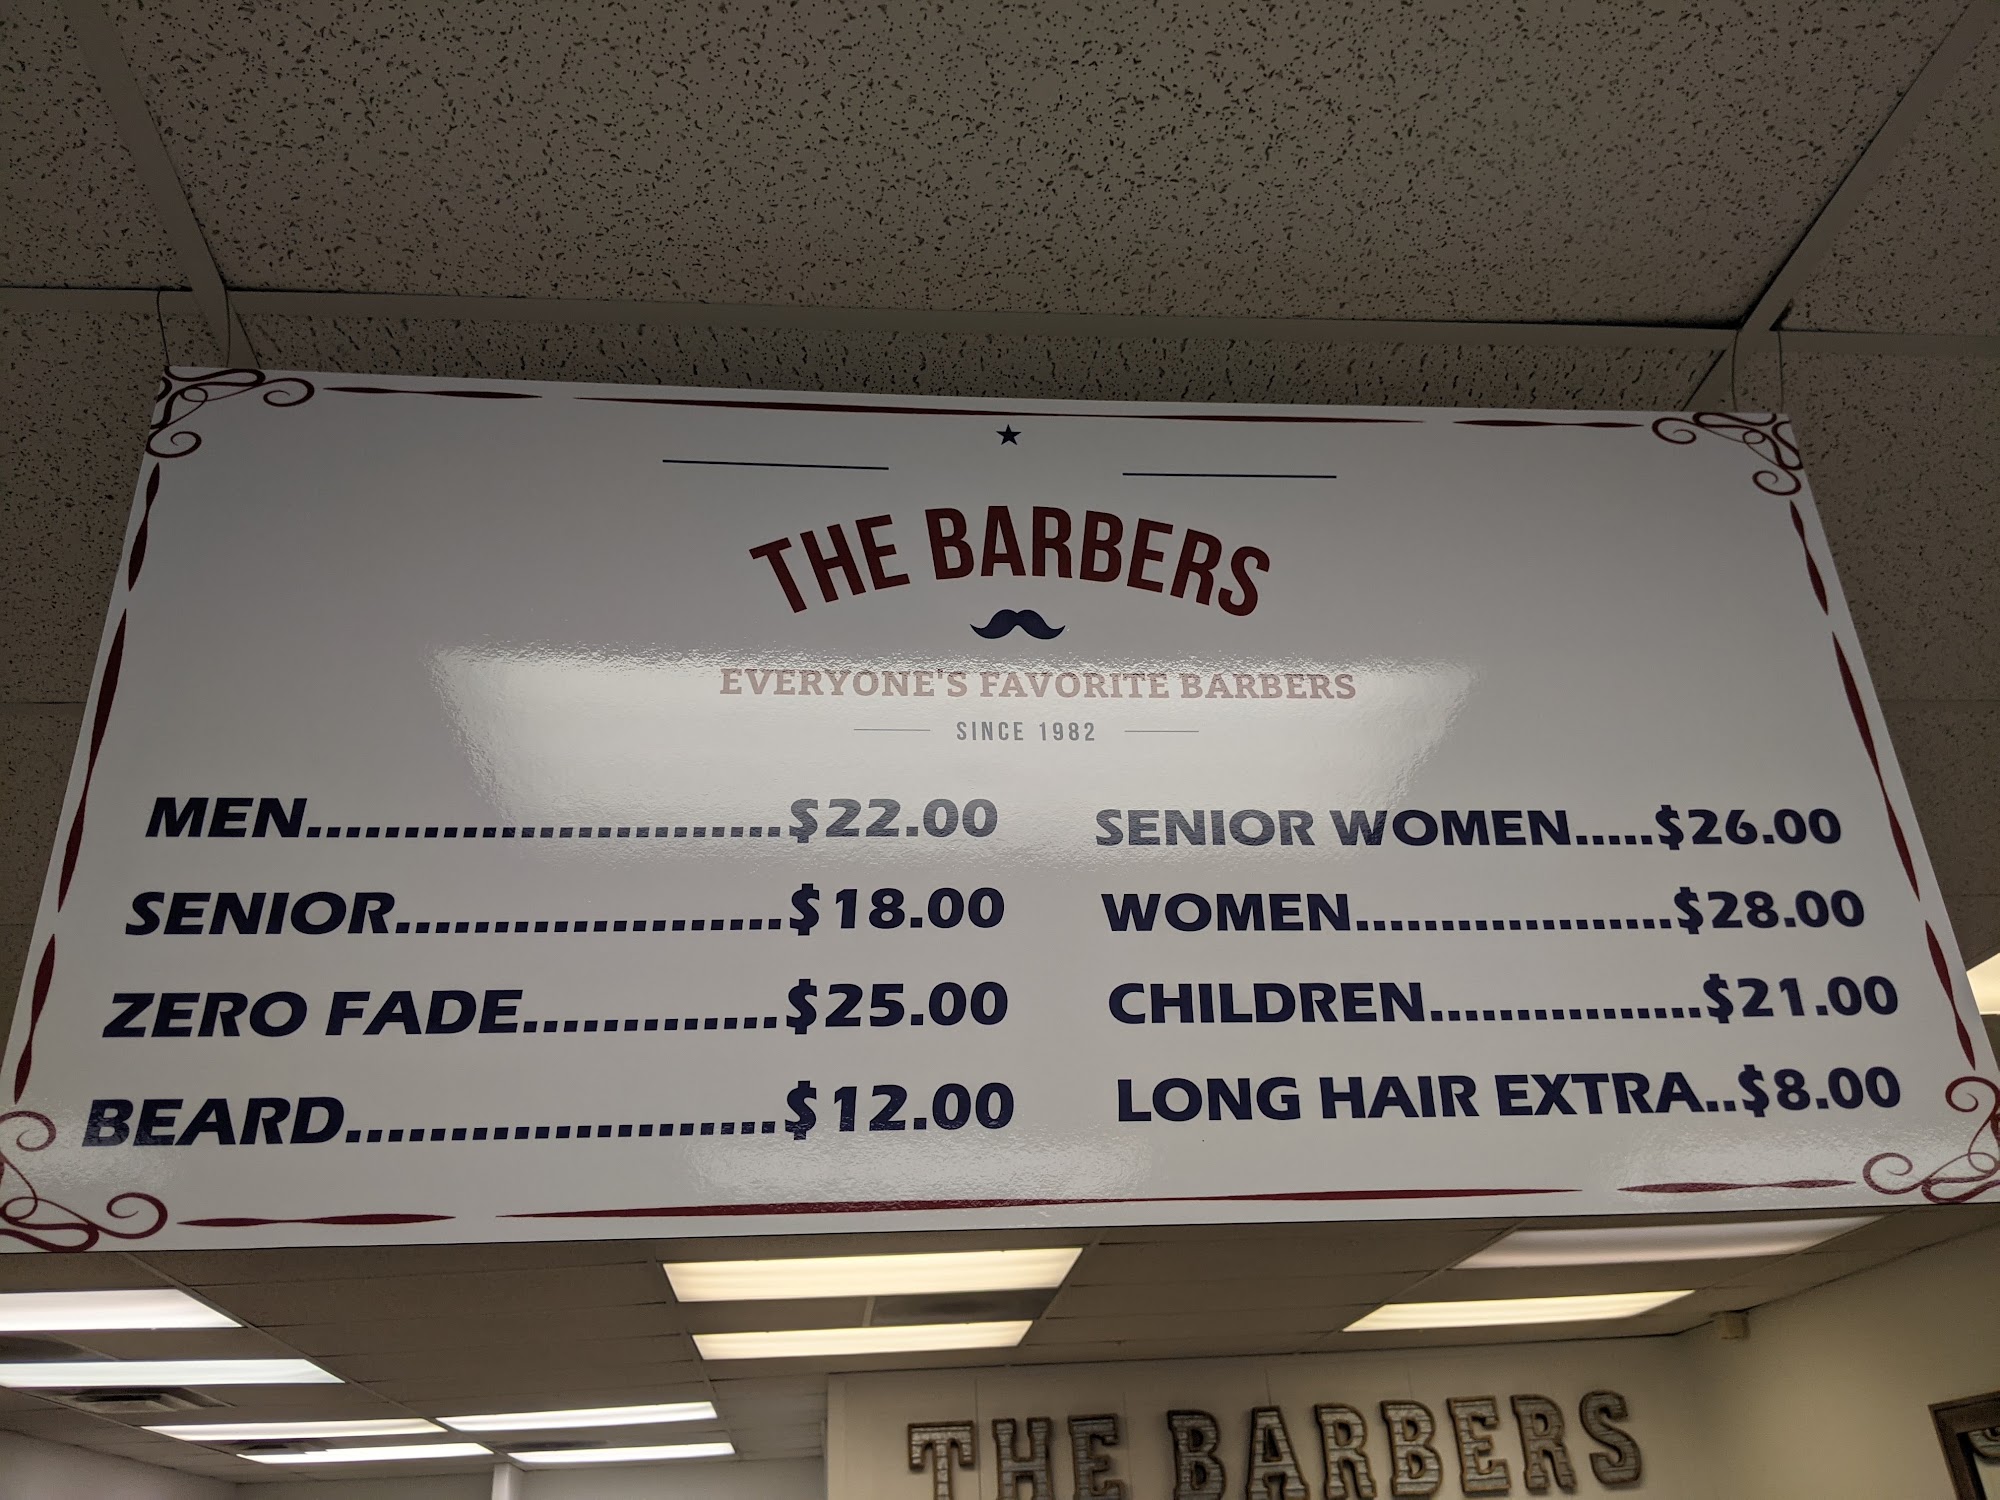 THE BARBERS
EVERYONE'S FAVORITE BARBERS
SINCE 1982
MEN.............................$22.00
SENIOR........................$18.00
ZERO FADE................$25.00
BEARD...........................$12.00
SENIOR WOMEN.....$26.00
WOMEN....................$28.00
CHILDREN.................$21.00
LONG HAIR EXTRA..$8.00
THE BARBERS